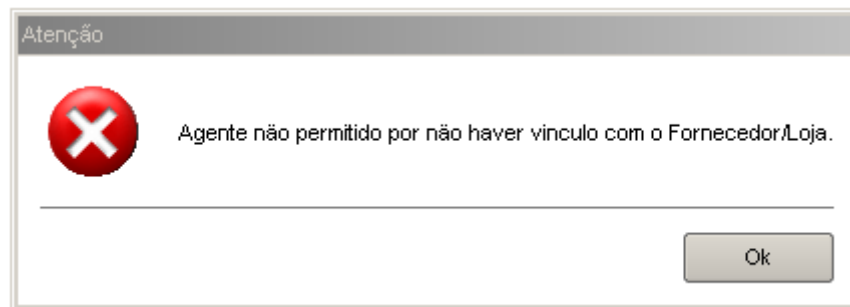 Atenção
Agente não permitido por não haver vinculo com o Fornecedor/Loja.
Ok